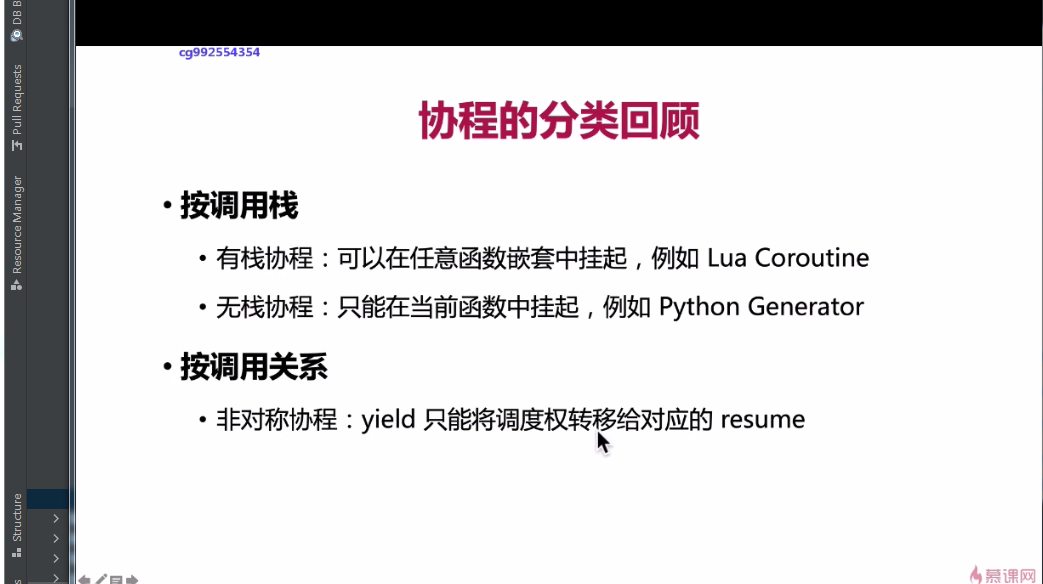 DB B
Pull Requests
Resource Manager
Structure
cg992554354
协程的分类回顾
• 按调用栈
• 有栈协程：可以在任意函数嵌套中挂起，例如 Lua Coroutine
• 无栈协程：只能在当前函数中挂起，例如 Python Generator
• 按调用关系
• 非对称协程：yield 只能将调度权转移给对应的 resume
慕课网